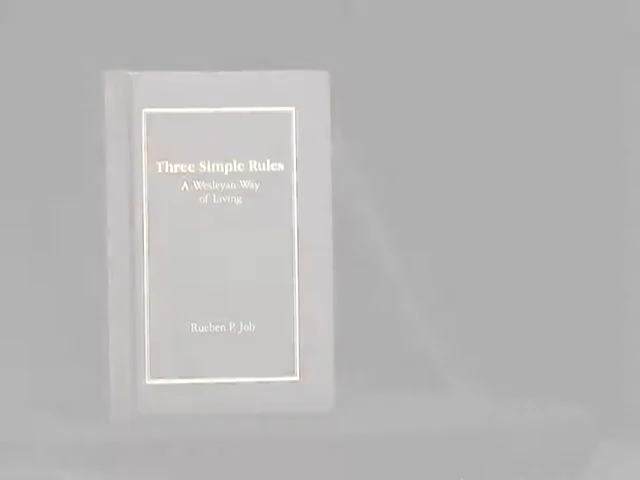 Three Simple Rules
A Wesleyan Way
of Living
Rueben P. Job